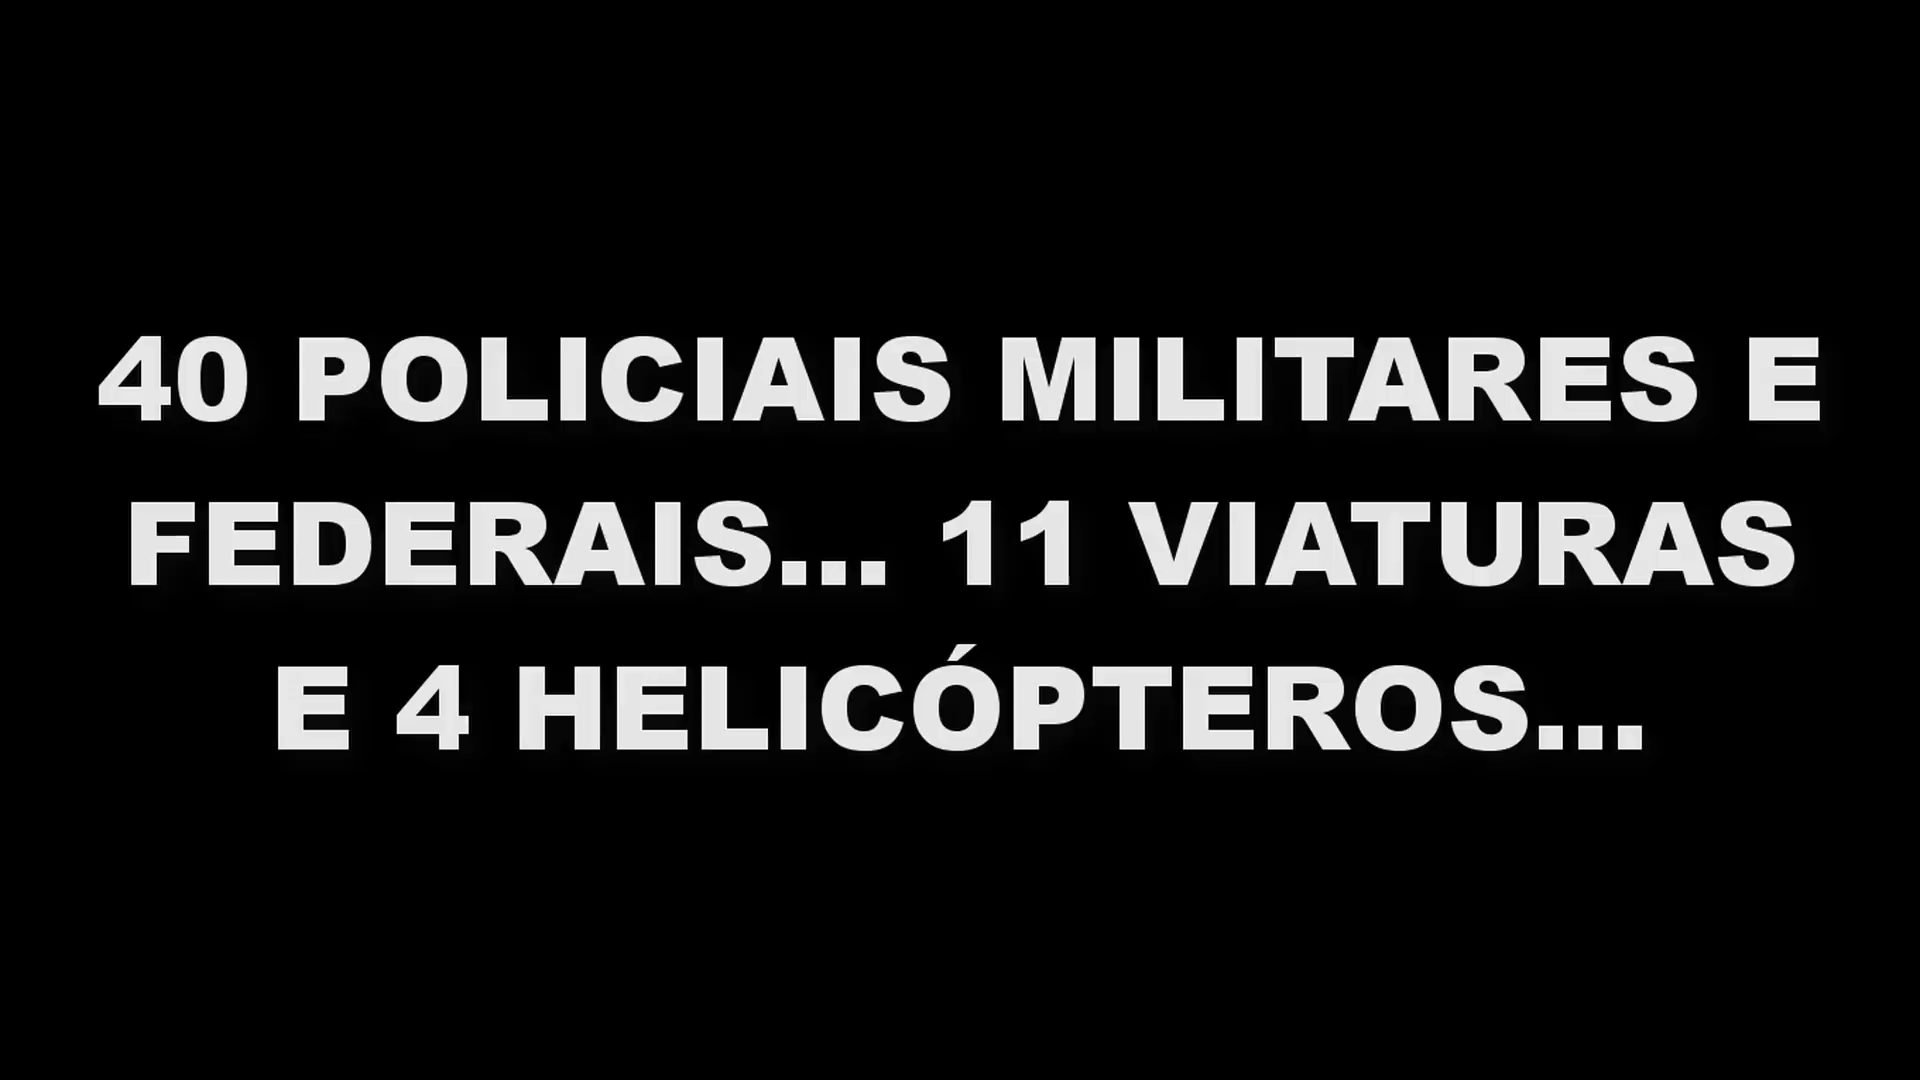 40 POLICIAIS MILITARES E
FEDERAIS... 11 VIATURAS
E 4 HELICÓPTEROS...